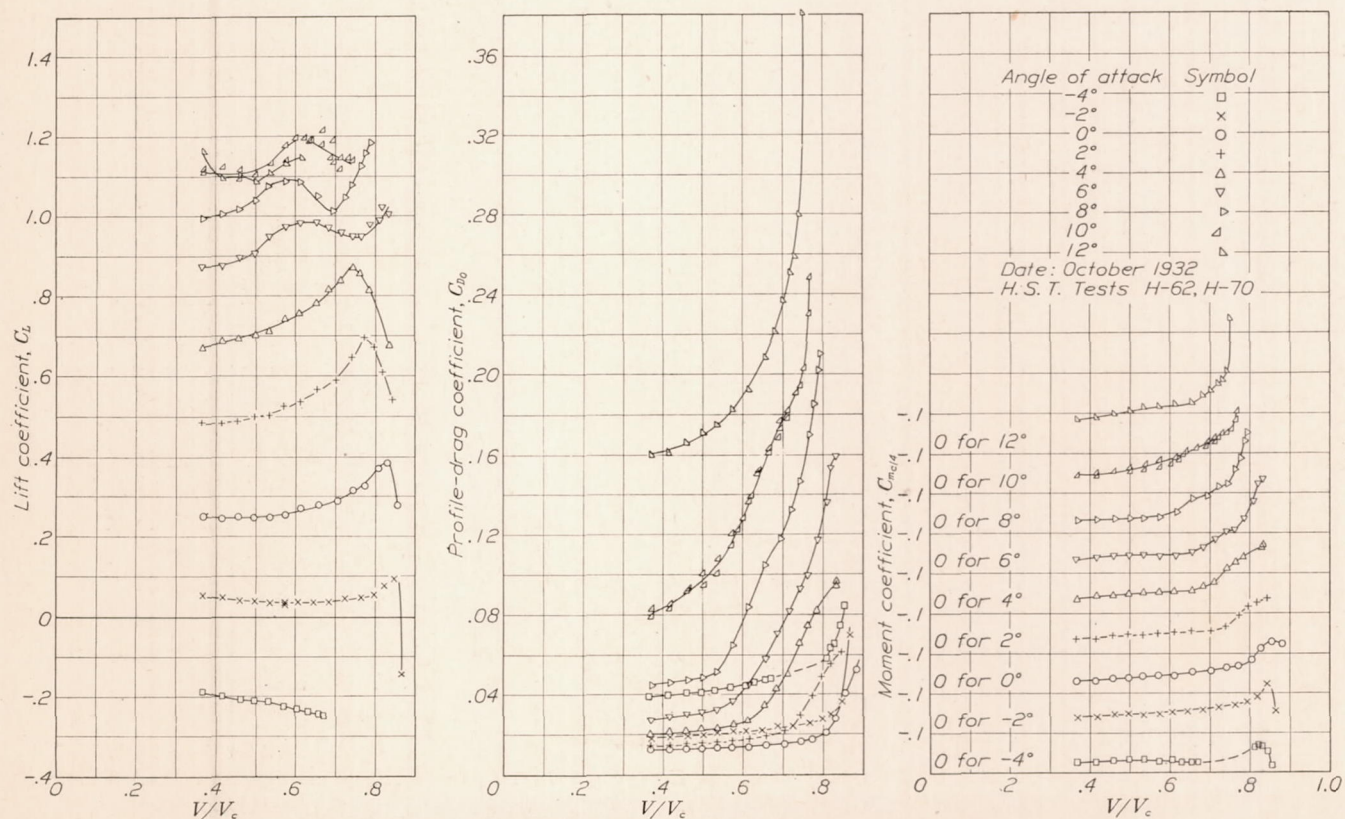 Lift coefficient, C_L
1.4
1.2
1.0
.8
.6
.4
.2
0
-.2
-.4
0
.2
.4
.6
.8
V/V_c
Profile-drag coefficient, C_D0
.36
.32
.28
.24
.20
.16
.12
.08
.04
0
.2
.4
.6
.8
V/V_c
Angle of attack Symbol
-4° □
-2° ×
0° ○
2° +
4° △
6° ▽
8°
10°
12°
Date: October 1932
H.S.T. Tests H-62, H-70
Moment coefficient, C_mc/4
-.1
0 for 12°
-.1
0 for 10°
-.1
0 for 8°
-.1
0 for 6°
-.1
0 for 4°
-.1
0 for 2°
-.1
0 for 0°
-.1
0 for -2°
-.1
0 for -4°
0
.2
.4
.6
.8
1.0
V/V_c